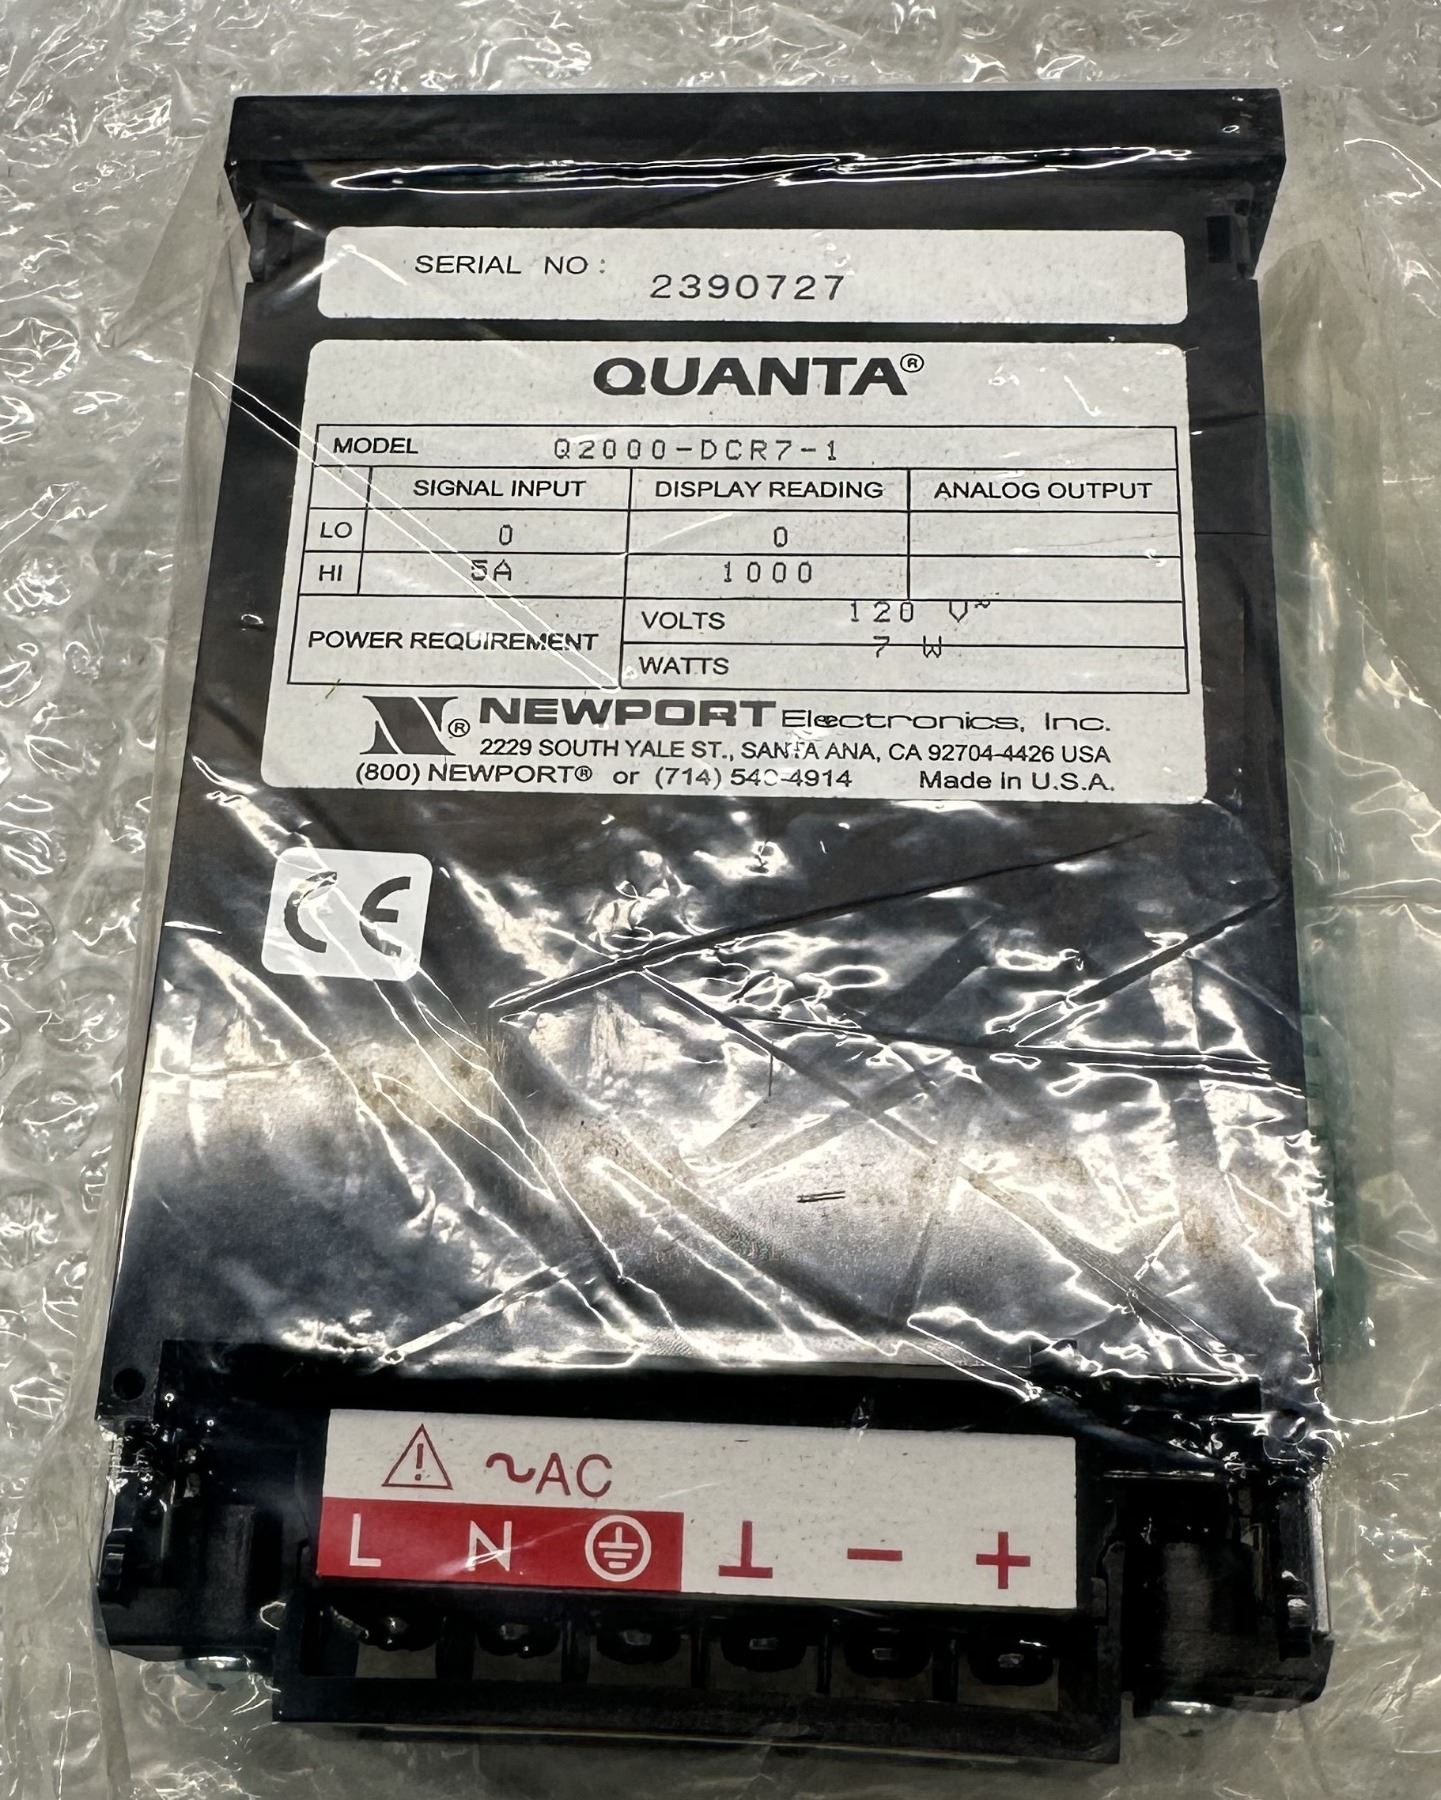 SERIAL NO: 2390727
QUANTA®
MODEL Q2000-DCR7-1
SIGNAL INPUT DISPLAY READING ANALOG OUTPUT
LO 0 0
HI 5A 1000
POWER REQUIREMENT
VOLTS 120 V~
WATTS 7 W
N® NEWPORT Electronics, Inc.
2229 SOUTH YALE ST., SANTA ANA, CA 92704-4426 USA
(800) NEWPORT® or (714) 540-4914 Made in U.S.A.
CE
~AC
L N ⊥ − +